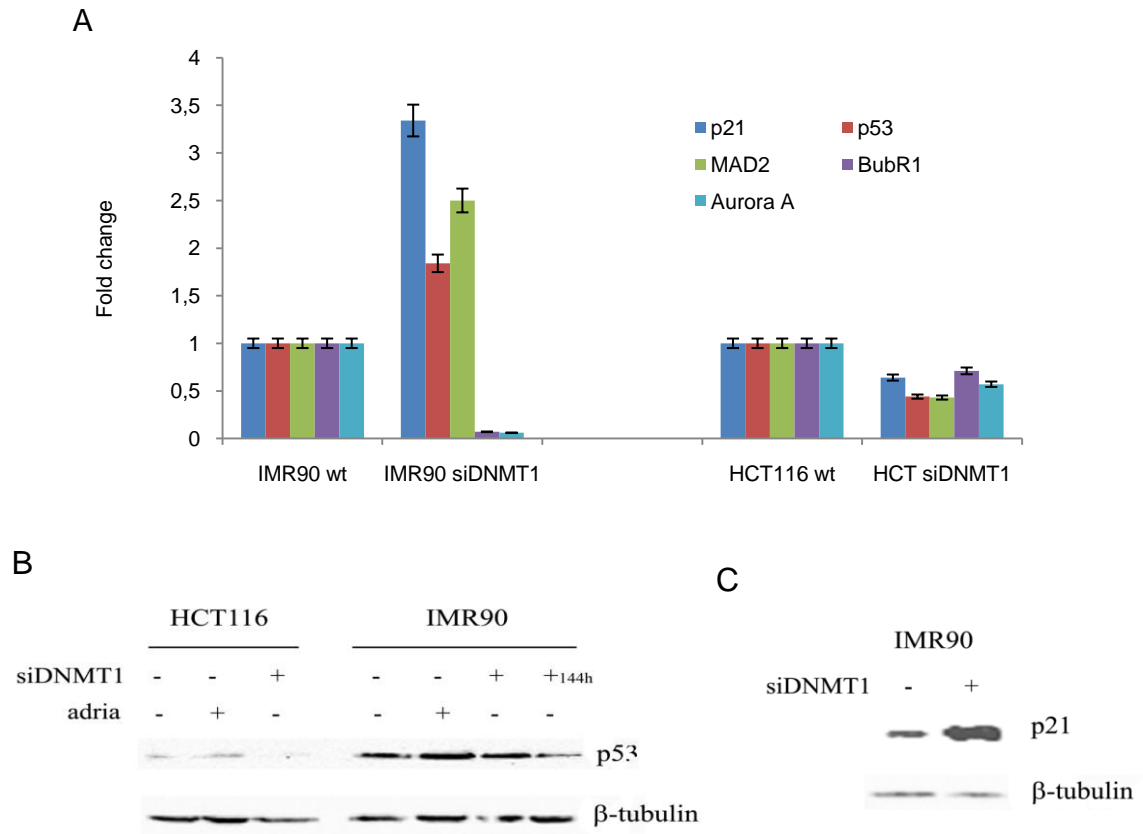 A
4
3,5
3
2,5
2
1,5
1
0,5
0
Fold change
p21 p53
MAD2 BubR1
Aurora A
IMR90 wt IMR90 siDNMT1 HCT116 wt HCT siDNMT1
B
HCT116 IMR90
siDNMT1 - - + - - + +144h
adria - + - - + - -
p53
β-tubulin
C
IMR90
siDNMT1 - +
p21
β-tubulin